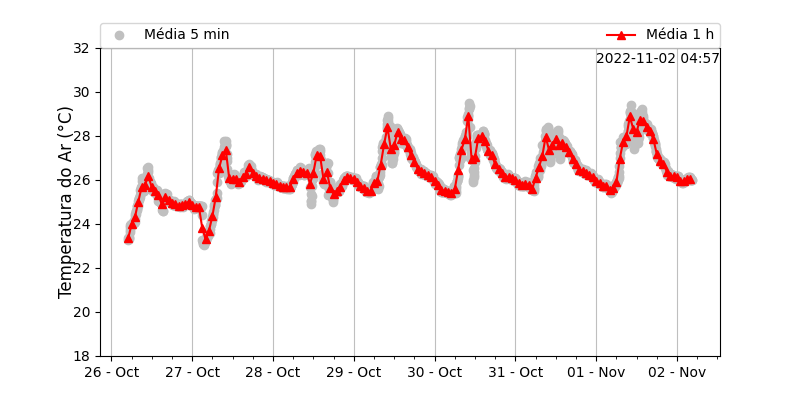 Média 5 min
Média 1 h
2022-11-02 04:57
Temperatura do Ar (°C)
32
30
28
26
24
22
20
18
26 - Oct
27 - Oct
28 - Oct
29 - Oct
30 - Oct
31 - Oct
01 - Nov
02 - Nov